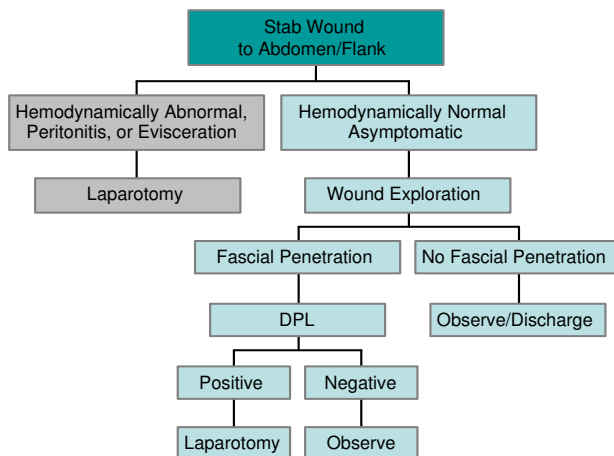 Stab Wound
to Abdomen/Flank
Hemodynamically Abnormal,
Peritonitis, or Evisceration
Hemodynamically Normal
Asymptomatic
Laparotomy
Wound Exploration
Fascial Penetration
No Fascial Penetration
DPL
Observe/Discharge
Positive
Negative
Laparotomy
Observe